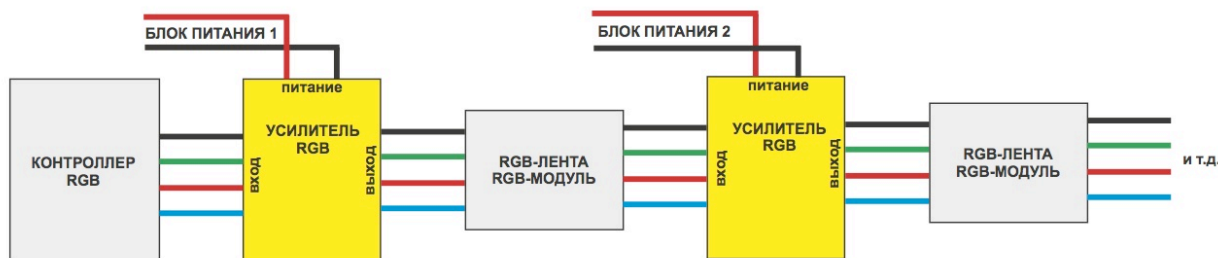 БЛОК ПИТАНИЯ 1
БЛОК ПИТАНИЯ 2
КОНТРОЛЛЕР
RGB
питание
УСИЛИТЕЛЬ
RGB
вход
выход
RGB-ЛЕНТА
RGB-МОДУЛЬ
питание
УСИЛИТЕЛЬ
RGB
вход
выход
RGB-ЛЕНТА
RGB-МОДУЛЬ
и т.д.